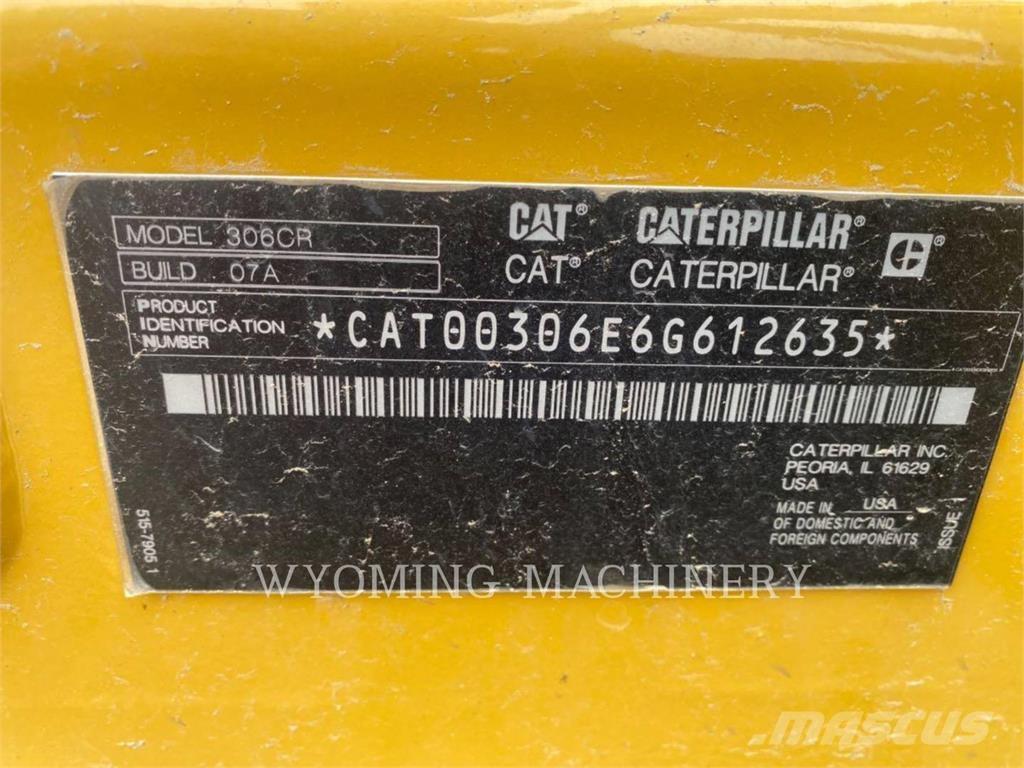 MODEL 306CR
BUILD 07A
CAT® CATERPILLAR®
CAT® CATERPILLAR®
C®
PRODUCT
IDENTIFICATION
NUMBER
*CAT00306E6G612635*
CATERPILLAR INC.
PEORIA, IL 61629
USA
MADE IN USA
OF DOMESTIC AND
FOREIGN COMPONENTS
ISSUE 1
515-7905 1
WYOMING MACHINERY
MASCUS